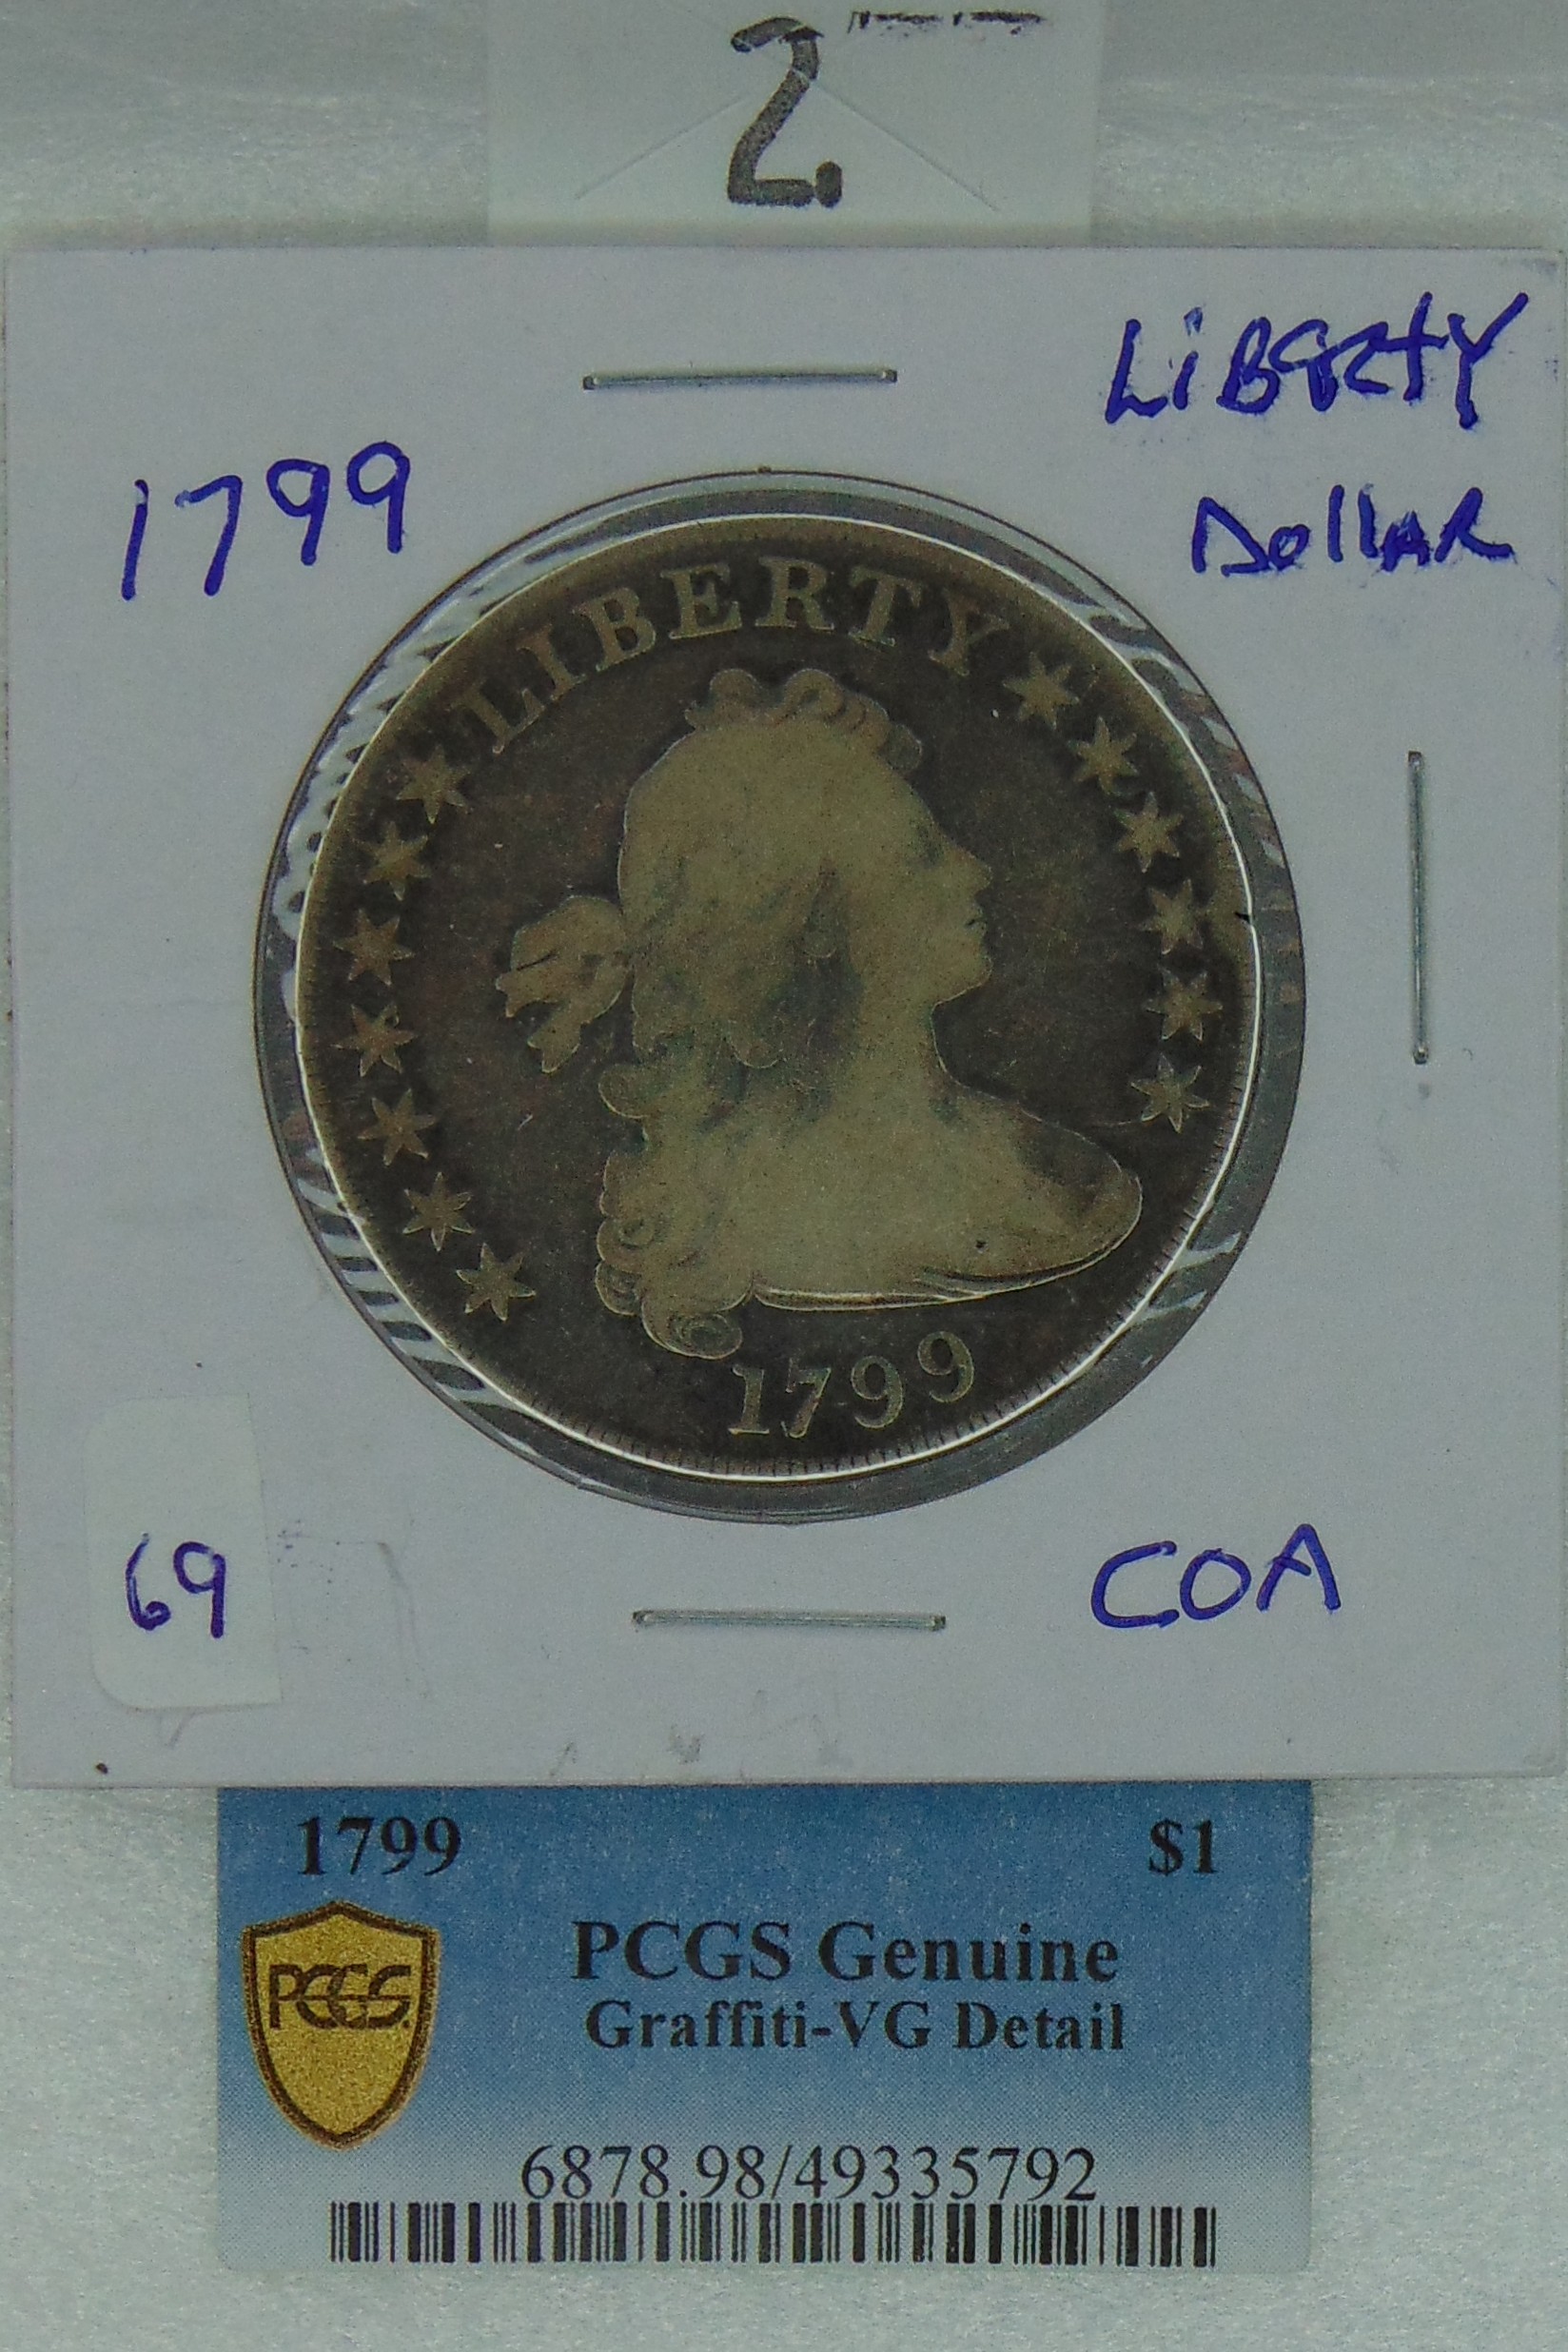 2.
1799
LiBERTY
DollAR
LIBERTY
1799
69
COA
1799 $1
PCGS
PCGS Genuine
Graffiti-VG Detail
6878.98/49335792